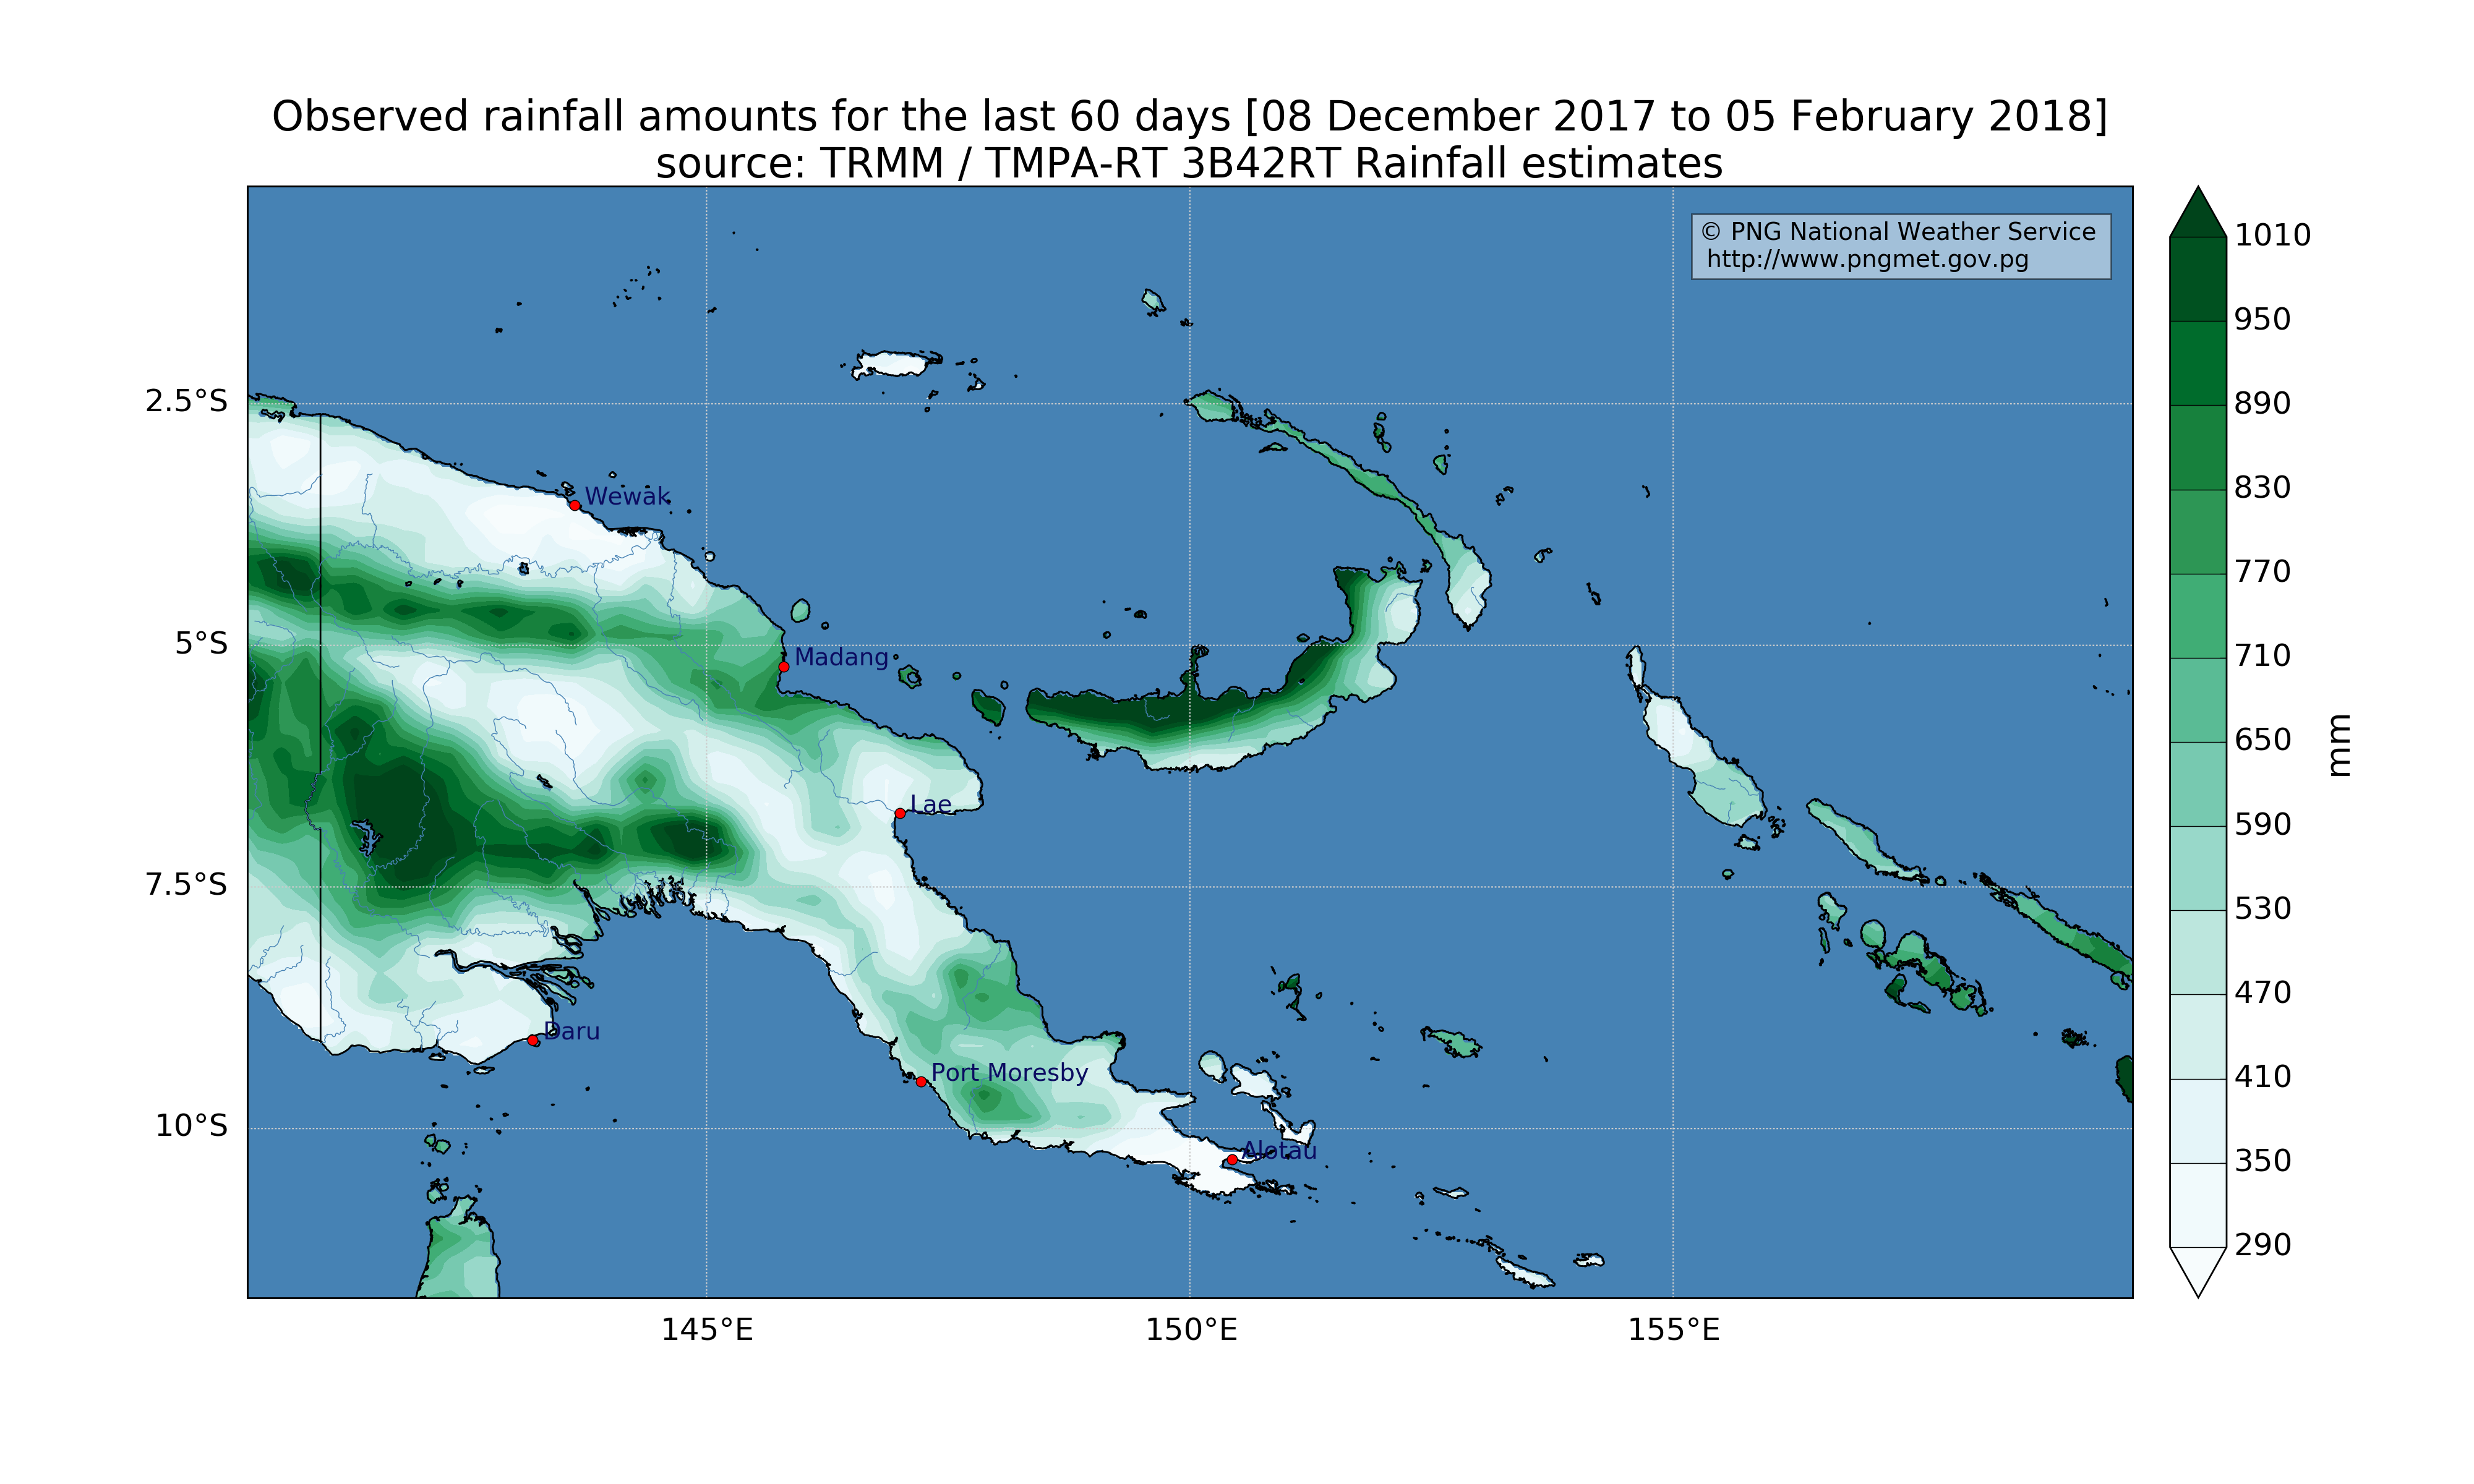 Observed rainfall amounts for the last 60 days [08 December 2017 to 05 February 2018]
source: TRMM / TMPA-RT 3B42RT Rainfall estimates
© PNG National Weather Service
http://www.pngmet.gov.pg
1010
950
890
830
770
710
650
590
530
470
410
350
290
mm
2.5°S
5°S
7.5°S
10°S
Wewak
Madang
Lae
Daru
Port Moresby
Alotau
145°E
150°E
155°E